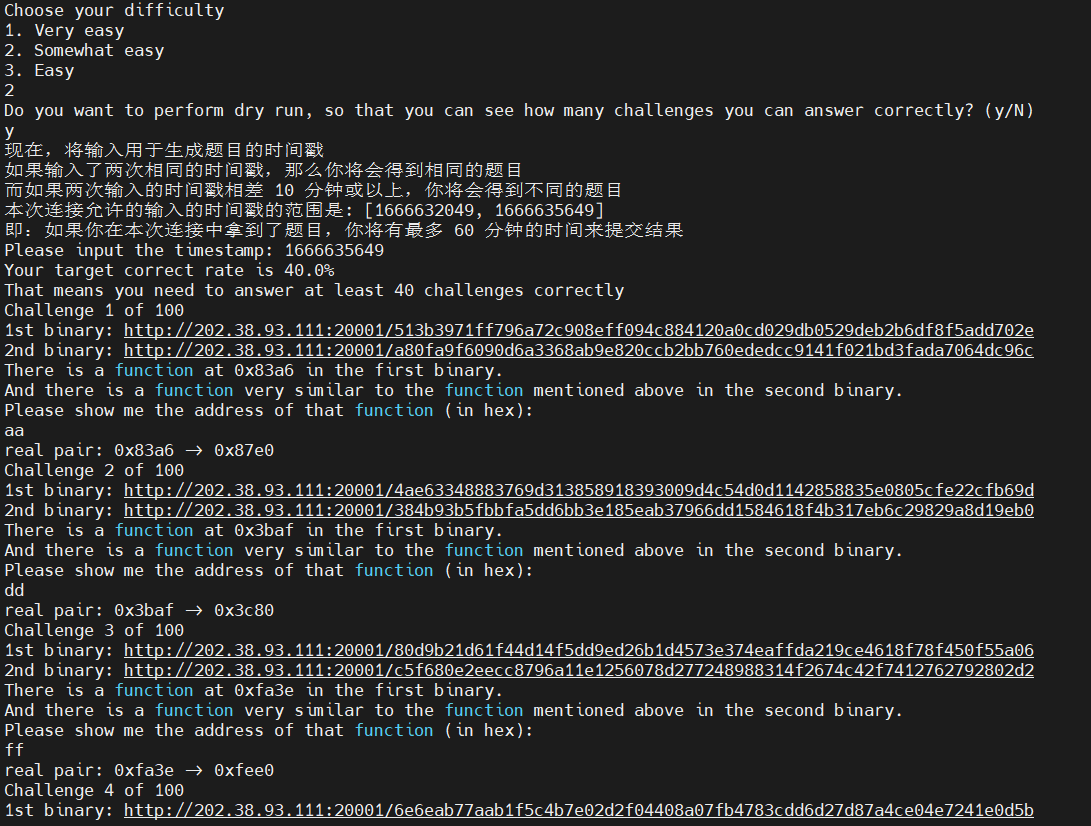 Choose your difficulty
1. Very easy
2. Somewhat easy
3. Easy
2
Do you want to perform dry run, so that you can see how many challenges you can answer correctly? (y/N)
y
现在，将输入用于生成题目的时间戳
如果输入了两次相同的时间戳，那么你将会得到相同的题目
而如果两次输入的时间戳相差 10 分钟或以上，你将会得到不同的题目
本次连接允许的输入的时间戳的范围是: [1666632049, 1666635649]
即：如果你在本次连接中拿到了题目，你将有最多 60 分钟的时间来提交结果
Please input the timestamp: 1666635649
Your target correct rate is 40.0%
That means you need to answer at least 40 challenges correctly
Challenge 1 of 100
1st binary: http://202.38.93.111:20001/513b3971ff796a72c908eff094c884120a0cd029db0529deb2b6df8f5add702e
2nd binary: http://202.38.93.111:20001/a80fa9f6090d6a3368ab9e820ccb2bb760ededcc9141f021bd3fada7064dc96c
There is a function at 0x83a6 in the first binary.
And there is a function very similar to the function mentioned above in the second binary.
Please show me the address of that function (in hex):
aa
real pair: 0x83a6 -> 0x87e0
Challenge 2 of 100
1st binary: http://202.38.93.111:20001/4ae63348883769d313858918393009d4c54d0d1142858835e0805cfe22cfb69d
2nd binary: http://202.38.93.111:20001/384b93b5fbbfa5dd6bb3e185eab37966dd1584618f4b317eb6c29829a8d19eb0
There is a function at 0x3baf in the first binary.
And there is a function very similar to the function mentioned above in the second binary.
Please show me the address of that function (in hex):
dd
real pair: 0x3baf -> 0x3c80
Challenge 3 of 100
1st binary: http://202.38.93.111:20001/80d9b21d61f44d14f5dd9ed26b1d4573e374eaffda219ce4618f78f450f55a06
2nd binary: http://202.38.93.111:20001/c5f680e2eecc8796a11e1256078d277248988314f2674c42f7412762792802d2
There is a function at 0xfa3e in the first binary.
And there is a function very similar to the function mentioned above in the second binary.
Please show me the address of that function (in hex):
ff
real pair: 0xfa3e -> 0xfee0
Challenge 4 of 100
1st binary: http://202.38.93.111:20001/6e6eab77aab1f5c4b7e02d2f04408a07fb4783cdd6d27d87a4ce04e7241e0d5b